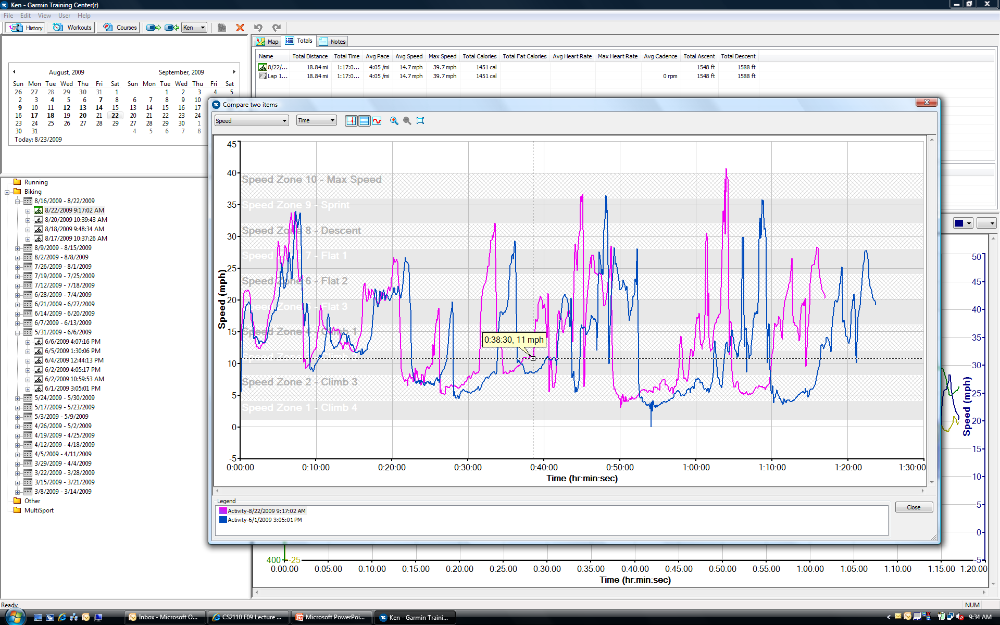 Ken - Garmin Training Center(r)
File Edit View User Help
History Workouts Courses Ken
Map Totals Notes
Name Total Distance Total Time Avg Pace Avg Speed Max Speed Total Calories Total Fat Calories Avg Heart Rate Max Heart Rate Avg Cadence Total Ascent Total Descent
8/22/... 18.84 mi 1:17:0... 4:05 /mi 14.7 mph 39.7 mph 1451 cal 1548 ft 1588 ft
Lap 1... 18.84 mi 1:17:0... 4:05 /mi 14.7 mph 39.7 mph 1451 cal 0 rpm 1548 ft 1588 ft
August, 2009 September, 2009
Sun Mon Tue Wed Thu Fri Sat Sun Mon Tue Wed Thu Fri Sat
26 27 28 29 30 31 1 1 2 3 4 5
2 3 4 5 6 7 8 6 7 8 9 10
9 10 11 12 13 14 15 13 14 15 16 17
16 17 18 19 20 21 22 20 21 22 23 24
23 24 25 26 27 28 29 27 28 29 30 1
30 31 4 5 6 7 8
Today: 8/23/2009
Running
Biking
8/16/2009 - 8/22/2009
8/22/2009 9:17:02 AM
8/20/2009 10:39:43 AM
8/18/2009 9:48:34 AM
8/17/2009 10:37:26 AM
8/9/2009 - 8/15/2009
8/2/2009 - 8/8/2009
7/26/2009 - 8/1/2009
7/19/2009 - 7/25/2009
7/12/2009 - 7/18/2009
6/28/2009 - 7/4/2009
6/21/2009 - 6/27/2009
6/14/2009 - 6/20/2009
6/7/2009 - 6/13/2009
5/31/2009 - 6/6/2009
6/6/2009 4:07:16 PM
6/5/2009 1:30:06 PM
6/4/2009 12:44:13 PM
6/2/2009 4:05:17 PM
6/2/2009 10:59:53 AM
6/1/2009 3:05:01 PM
5/24/2009 - 5/30/2009
5/17/2009 - 5/23/2009
5/3/2009 - 5/9/2009
4/26/2009 - 5/2/2009
4/19/2009 - 4/25/2009
4/12/2009 - 4/18/2009
4/5/2009 - 4/11/2009
3/29/2009 - 4/4/2009
3/22/2009 - 3/28/2009
3/15/2009 - 3/21/2009
3/8/2009 - 3/14/2009
Other
MultiSport
Compare two items
Speed Time
45
40
35
30
25
20
15
10
5
0
-5
Speed (mph)
Speed Zone 10 - Max Speed
Speed Zone 9 - Sprint
Speed Zone 8 - Descent
Speed 7 - Flat 1
Speed Zone 6 - Flat 2
Speed Zone 5 - Flat 3
Speed Zone 4 - Climb 1
Speed Climb
Speed Zone 2 - Climb 3
Speed Zone 1 - Climb 4
0:38:30, 11 mph
0:00:00 0:10:00 0:20:00 0:30:00 0:40:00 0:50:00 1:00:00 1:10:00 1:20:00 1:30:00
Time (hr:min:sec)
Legend
Activity-8/22/2009 9:17:02 AM
Activity-6/1/2009 3:05:01 PM
Close
50
45
40
35
30
25
20
15
10
5
0
-5
Speed (mph)
400 -25
0:00:00 0:05:00 0:10:00 0:15:00 0:20:00 0:25:00 0:30:00 0:35:00 0:40:00 0:45:00 0:50:00 0:55:00 1:00:00 1:05:00 1:10:00 1:15:00 1:20:00
Time (hr:min:sec)
Ready NUM
Inbox - Microsoft O... CS2110 F09 Lecture ... Microsoft PowerPoi... Ken - Garmin Traini... 9:34 AM